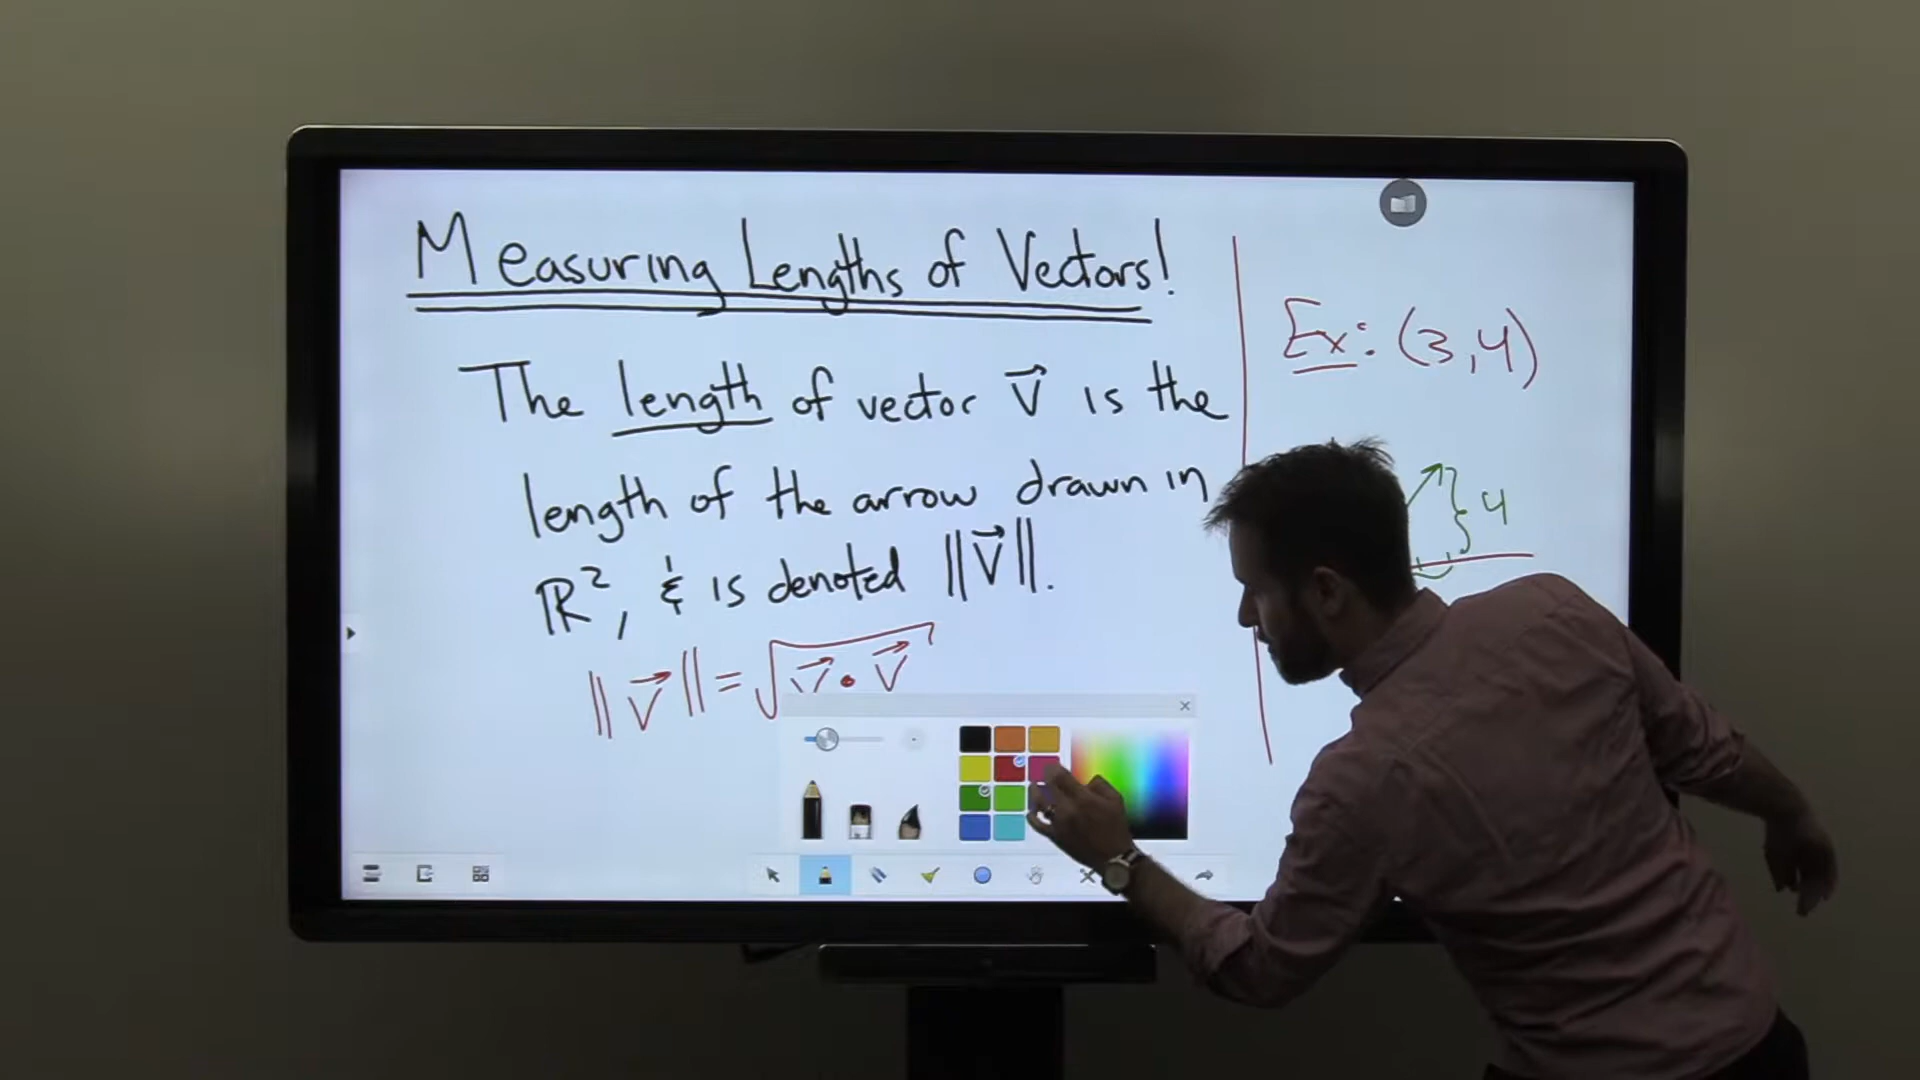 Measuring Lengths of Vectors!
The length of vector v⃗ is the
length of the arrow drawn in
ℝ², & is denoted ||v⃗||.
||v⃗|| = √(v⃗ • v⃗)
Ex: (3,4)
4